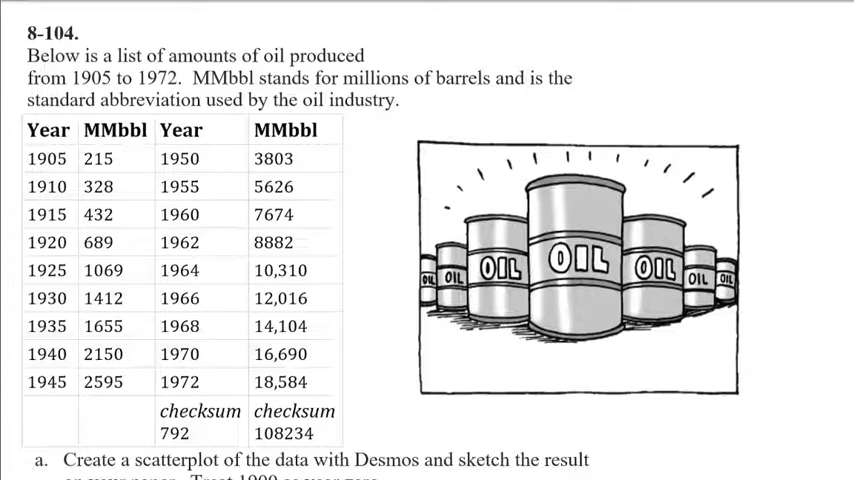 8-104.
Below is a list of amounts of oil produced
from 1905 to 1972. MMbbl stands for millions of barrels and is the
standard abbreviation used by the oil industry.
Year MMbbl Year MMbbl
1905 215 1950 3803
1910 328 1955 5626
1915 432 1960 7674
1920 689 1962 8882
1925 1069 1964 10,310
1930 1412 1966 12,016
1935 1655 1968 14,104
1940 2150 1970 16,690
1945 2595 1972 18,584
checksum checksum
792 108234
OIL OIL OIL OIL OIL OIL OIL
a. Create a scatterplot of the data with Desmos and sketch the result